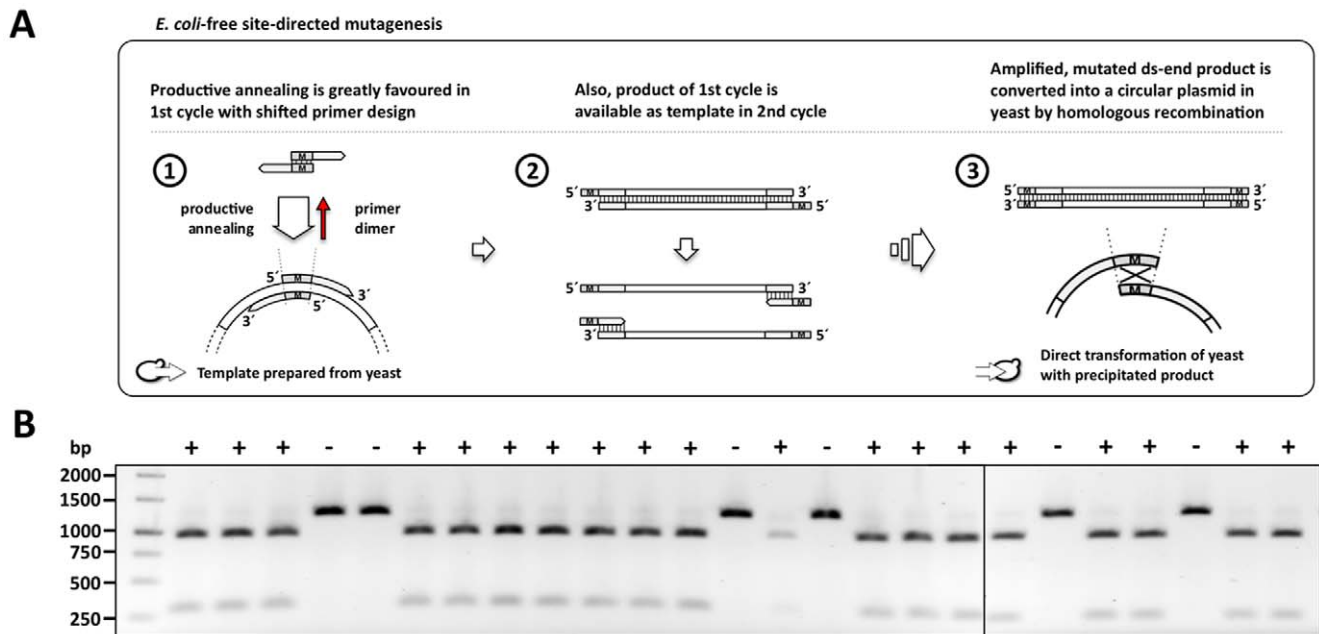 A
E. coli-free site-directed mutagenesis
Productive annealing is greatly favoured in
1st cycle with shifted primer design
Also, product of 1st cycle is
available as template in 2nd cycle
Amplified, mutated ds-end product is
converted into a circular plasmid in
yeast by homologous recombination
1
M
M
productive
annealing
primer
dimer
5´ M
3´
M 5´
3´
Template prepared from yeast
2
5´ M 3´
3´ M 5´
5´ M 3´
M
M
3´ M 5´
3
5´ M M 3´
3´ M M 5´
M
M
Direct transformation of yeast
with precipitated product
B
bp + + + - - + + + + + + + - + - + + + + - + + - + +
2000
1500
1000
750
500
250